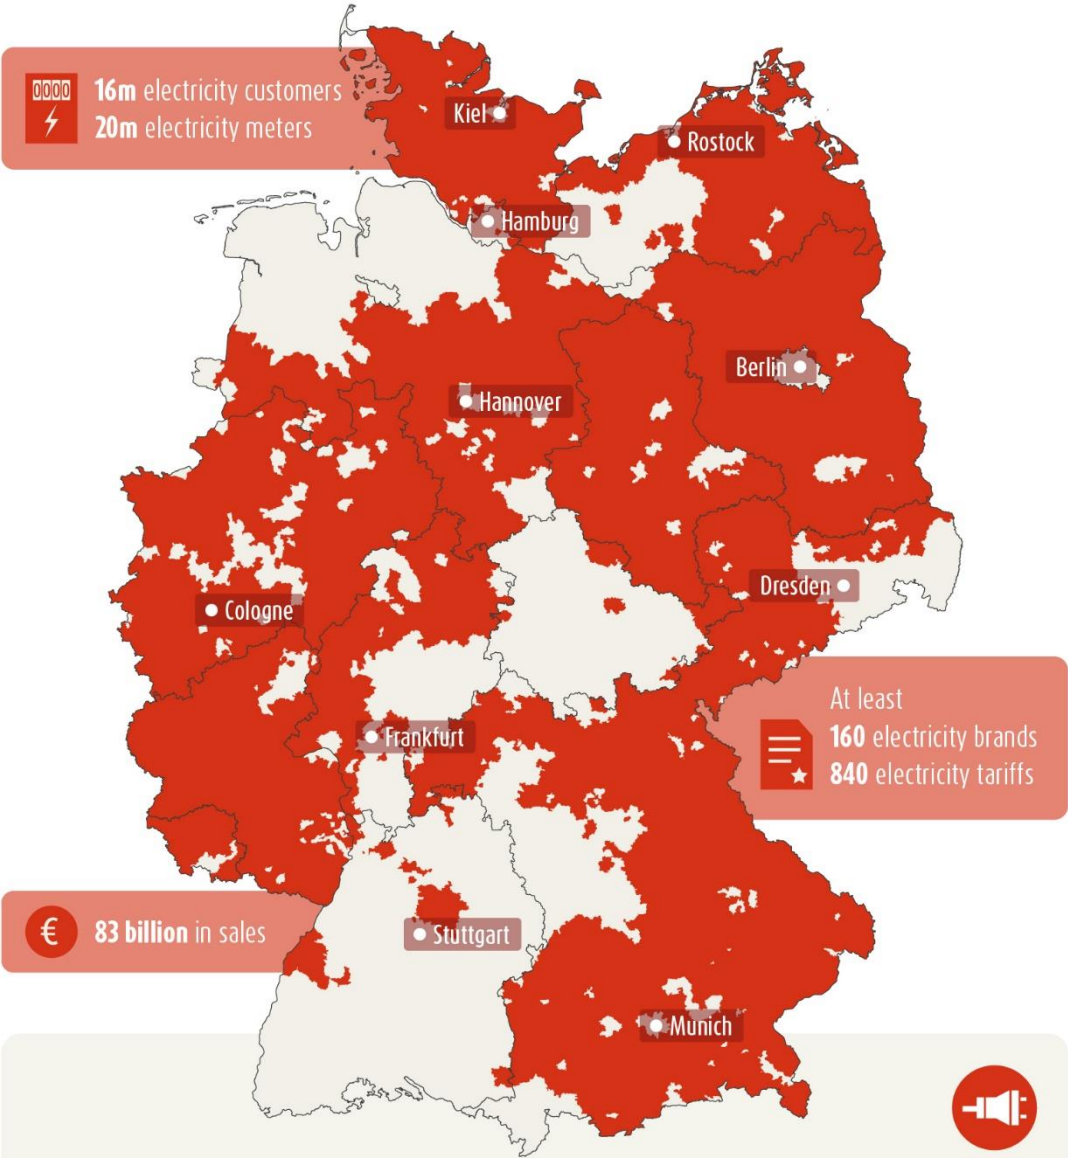 0000
16m electricity customers
20m electricity meters
Kiel
Rostock
Hamburg
Berlin
Hannover
Dresden
Cologne
At least
160 electricity brands
840 electricity tariffs
Frankfurt
€ 83 billion in sales
Stuttgart
Munich